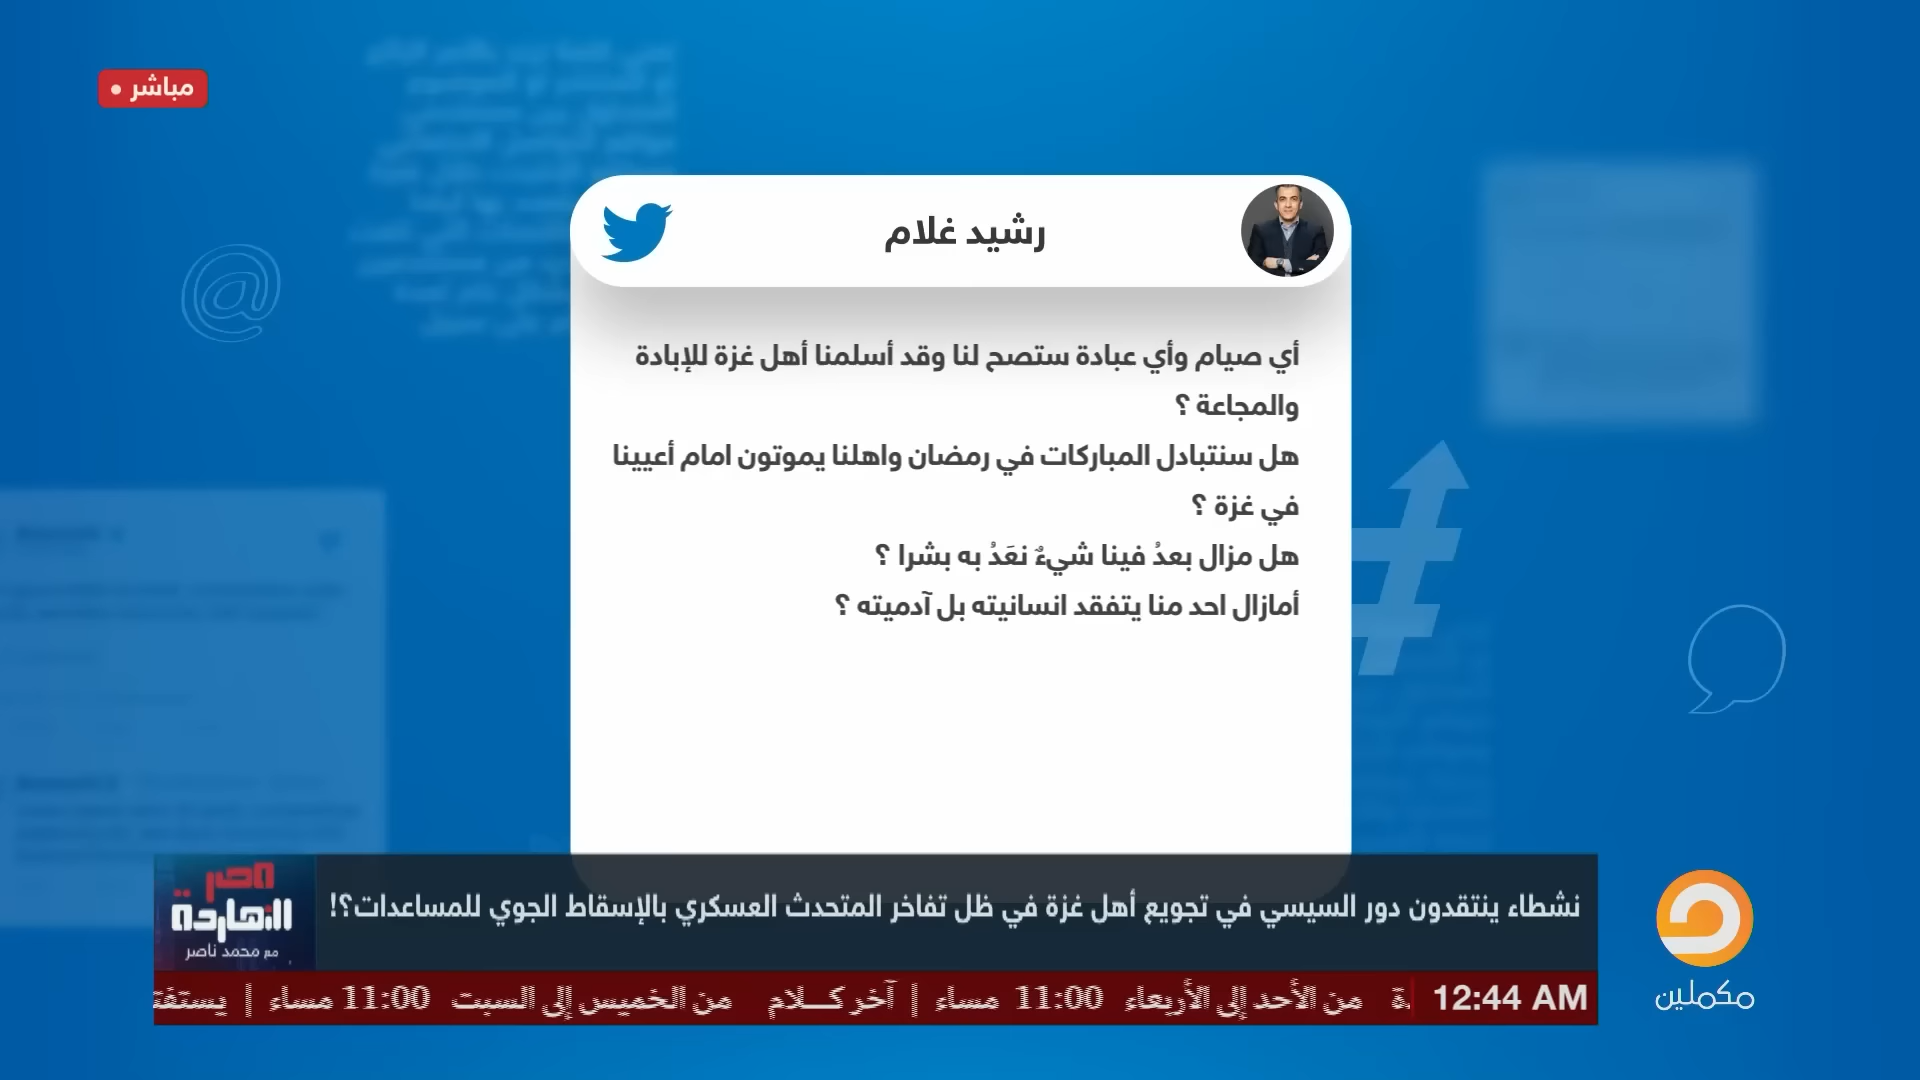 مباشر
رشيد غلام
أي صيام وأي عبادة ستصح لنا وقد أسلمنا أهل غزة للإبادة
والمجاعة ؟
هل سنتبادل المباركات في رمضان واهلنا يموتون امام أعيينا
في غزة ؟
هل مزال بعدُ فينا شيءٌ نعَدُ به بشرا ؟
أمازال احد منا يتفقد انسانيته بل آدميته ؟
نشطاء ينتقدون دور السيسي في تجويع أهل غزة في ظل تفاخر المتحدث العسكري بالإسقاط الجوي للمساعدات؟!
مصر
النهاردة
مع محمد ناصر
12:44 AM
من الأحد إلى الأربعاء 11:00 مساء | آخر كـــلام من الخميس إلى السبت 11:00 مساء |
مكملين